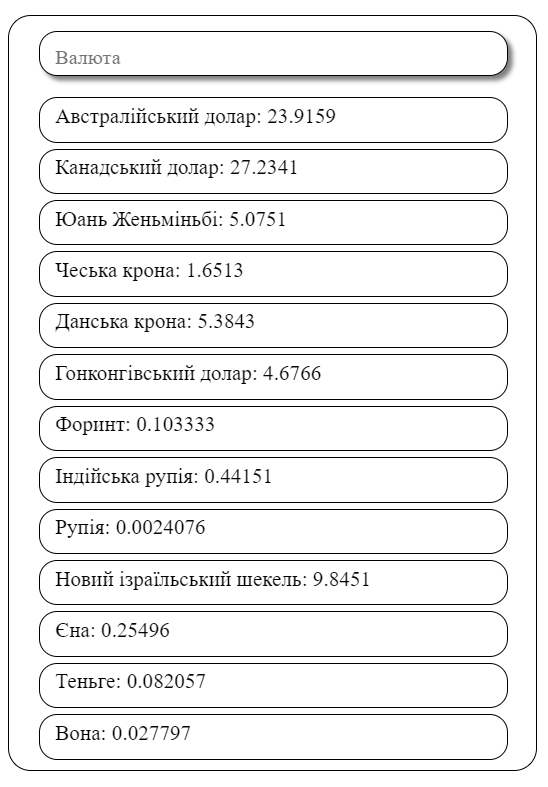 Валюта
Австралійський долар: 23.9159
Канадський долар: 27.2341
Юань Женьміньбі: 5.0751
Чеська крона: 1.6513
Данська крона: 5.3843
Гонконгівський долар: 4.6766
Форинт: 0.103333
Індійська рупія: 0.44151
Рупія: 0.0024076
Новий ізраїльський шекель: 9.8451
Єна: 0.25496
Теньге: 0.082057
Вона: 0.027797